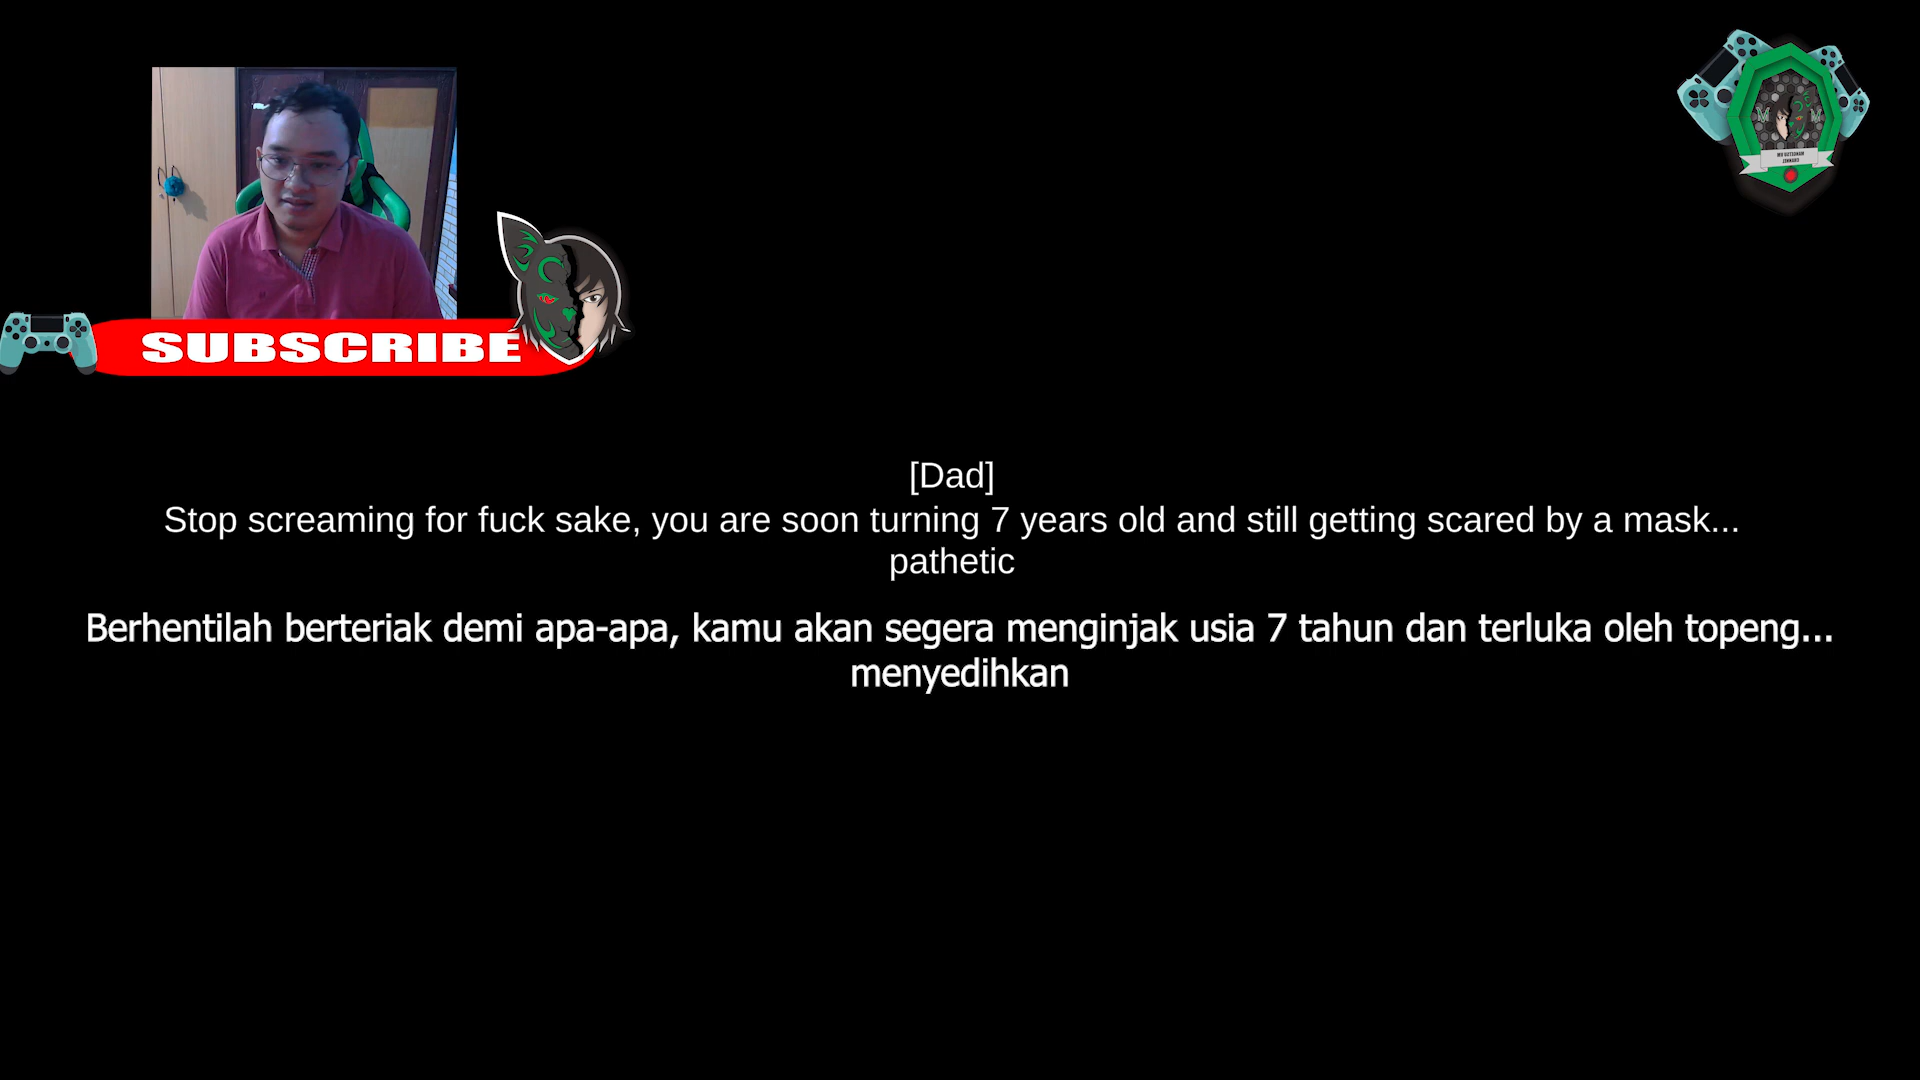 SUBSCRIBE
[Dad]
Stop screaming for fuck sake, you are soon turning 7 years old and still getting scared by a mask...
pathetic
Berhentilah berteriak demi apa-apa, kamu akan segera menginjak usia 7 tahun dan terluka oleh topeng...
menyedihkan